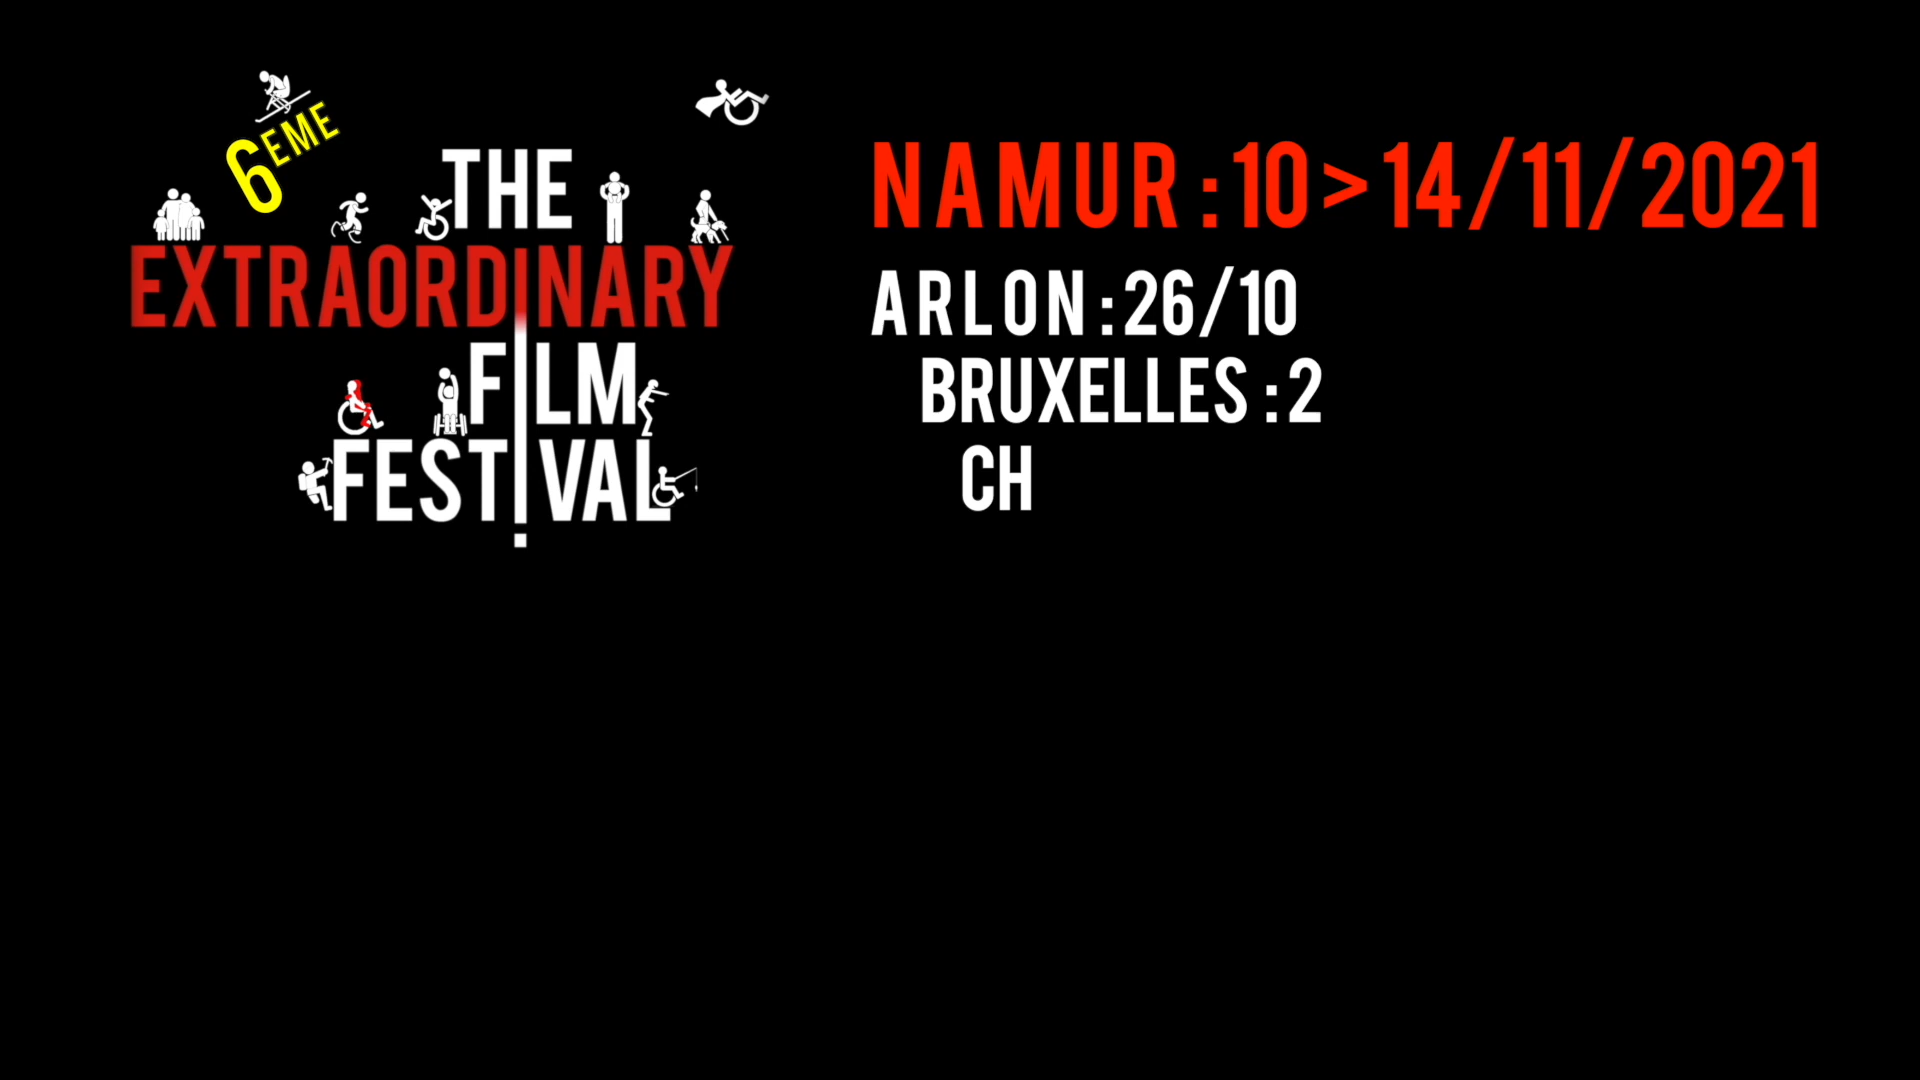 6EME
THE
EXTRAORDINARY
FILM
FESTIVAL
NAMUR : 10 > 14/11/2021
ARLON : 26/10
BRUXELLES : 2
CH